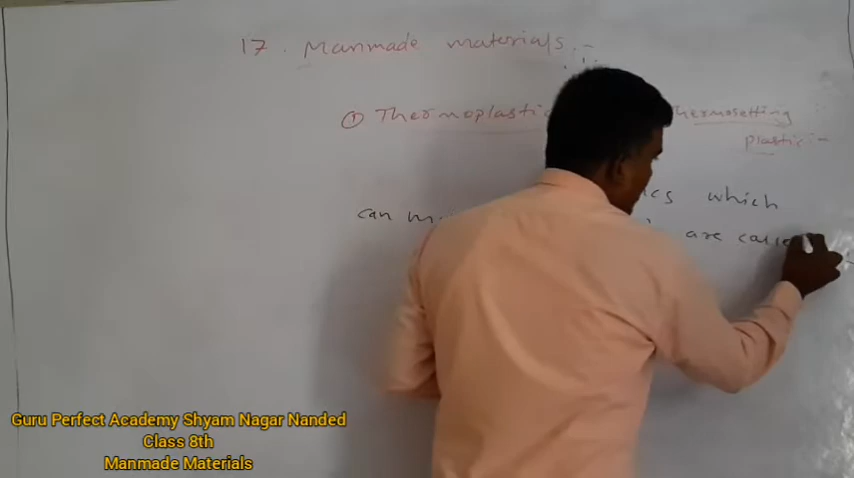 17. Manmade materials :-
① Thermoplastic Thermosetting
plastic :-
which
can are called
Guru Perfect Academy Shyam Nagar Nanded
Class 8th
Manmade Materials